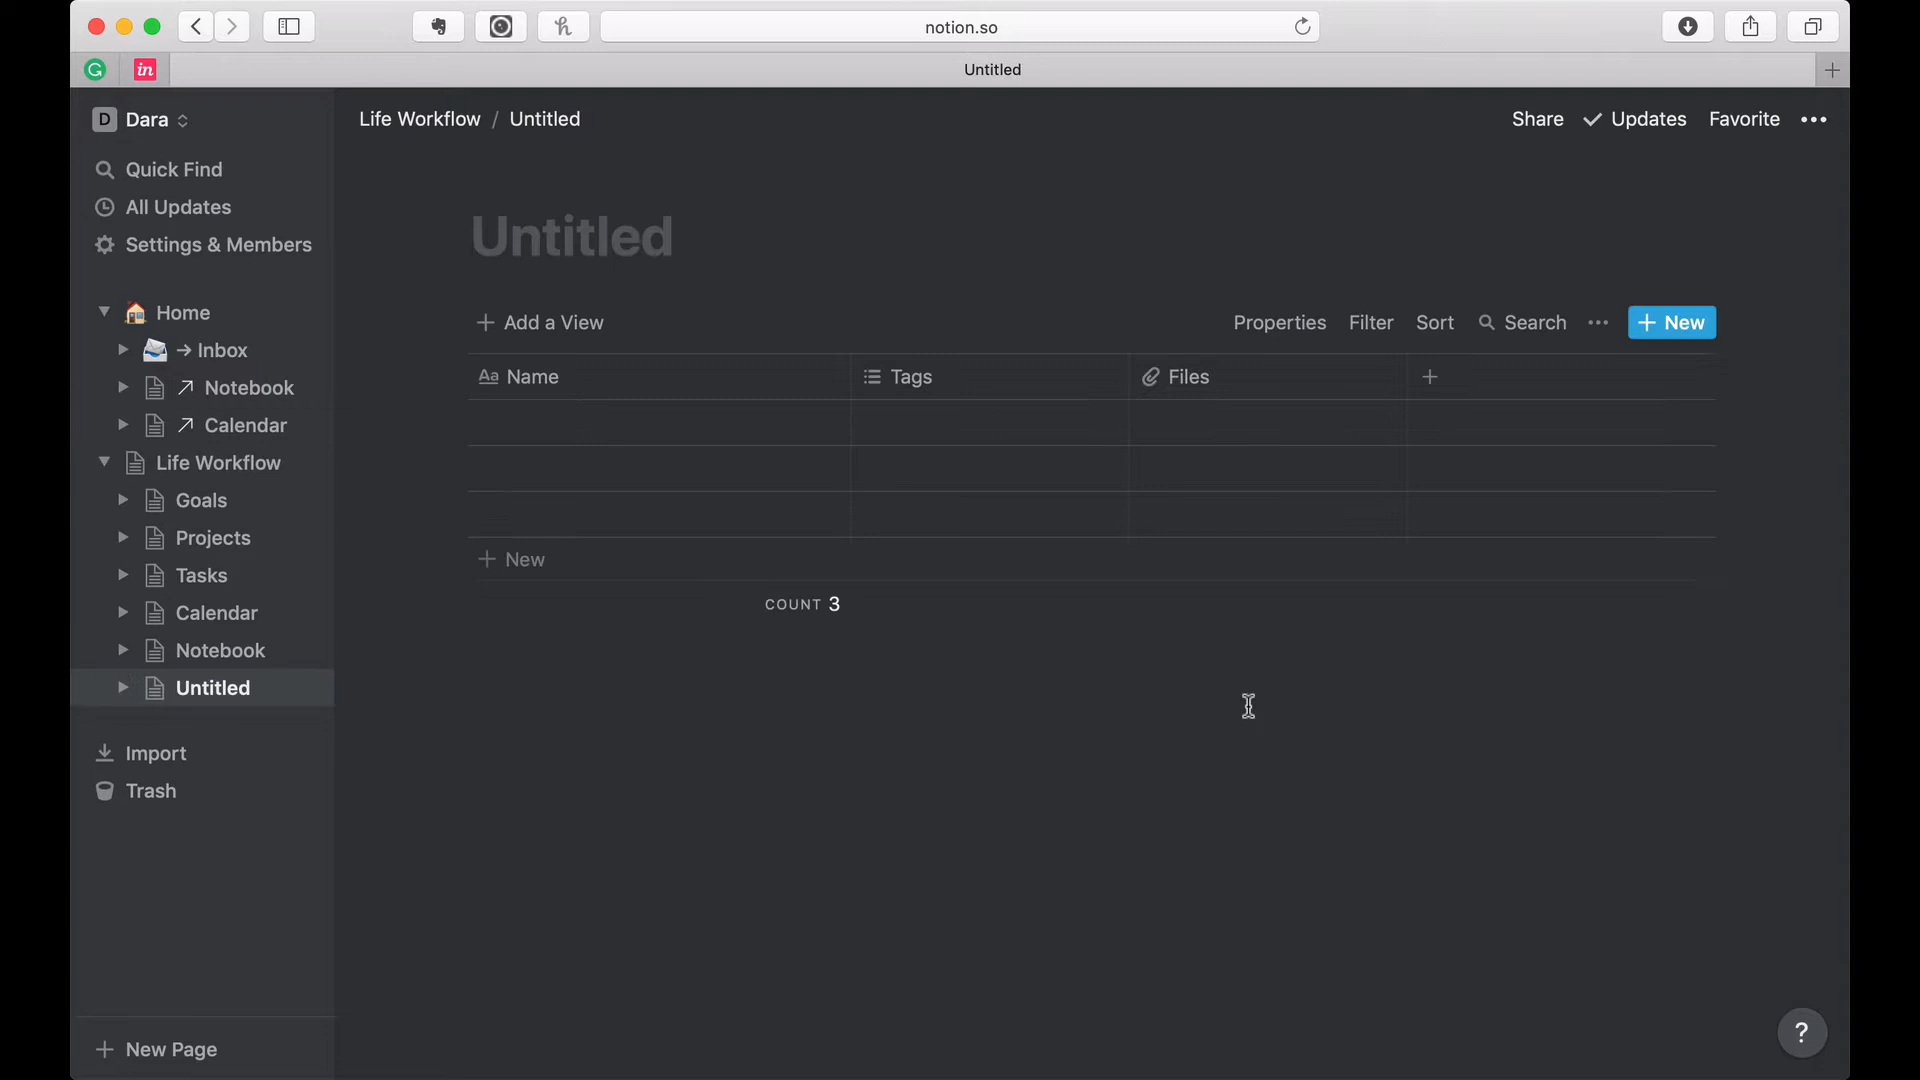 notion.so
Untitled
D Dara
Life Workflow / Untitled
Share Updates Favorite
Quick Find
All Updates
Settings & Members
Untitled
Home
→ Inbox
↗ Notebook
↗ Calendar
Life Workflow
Goals
Projects
Tasks
Calendar
Notebook
Untitled
Import
Trash
+ New Page
+ Add a View
Properties Filter Sort Search ••• + New
Aa Name Tags Files +
+ New
COUNT 3
?
in
G
h